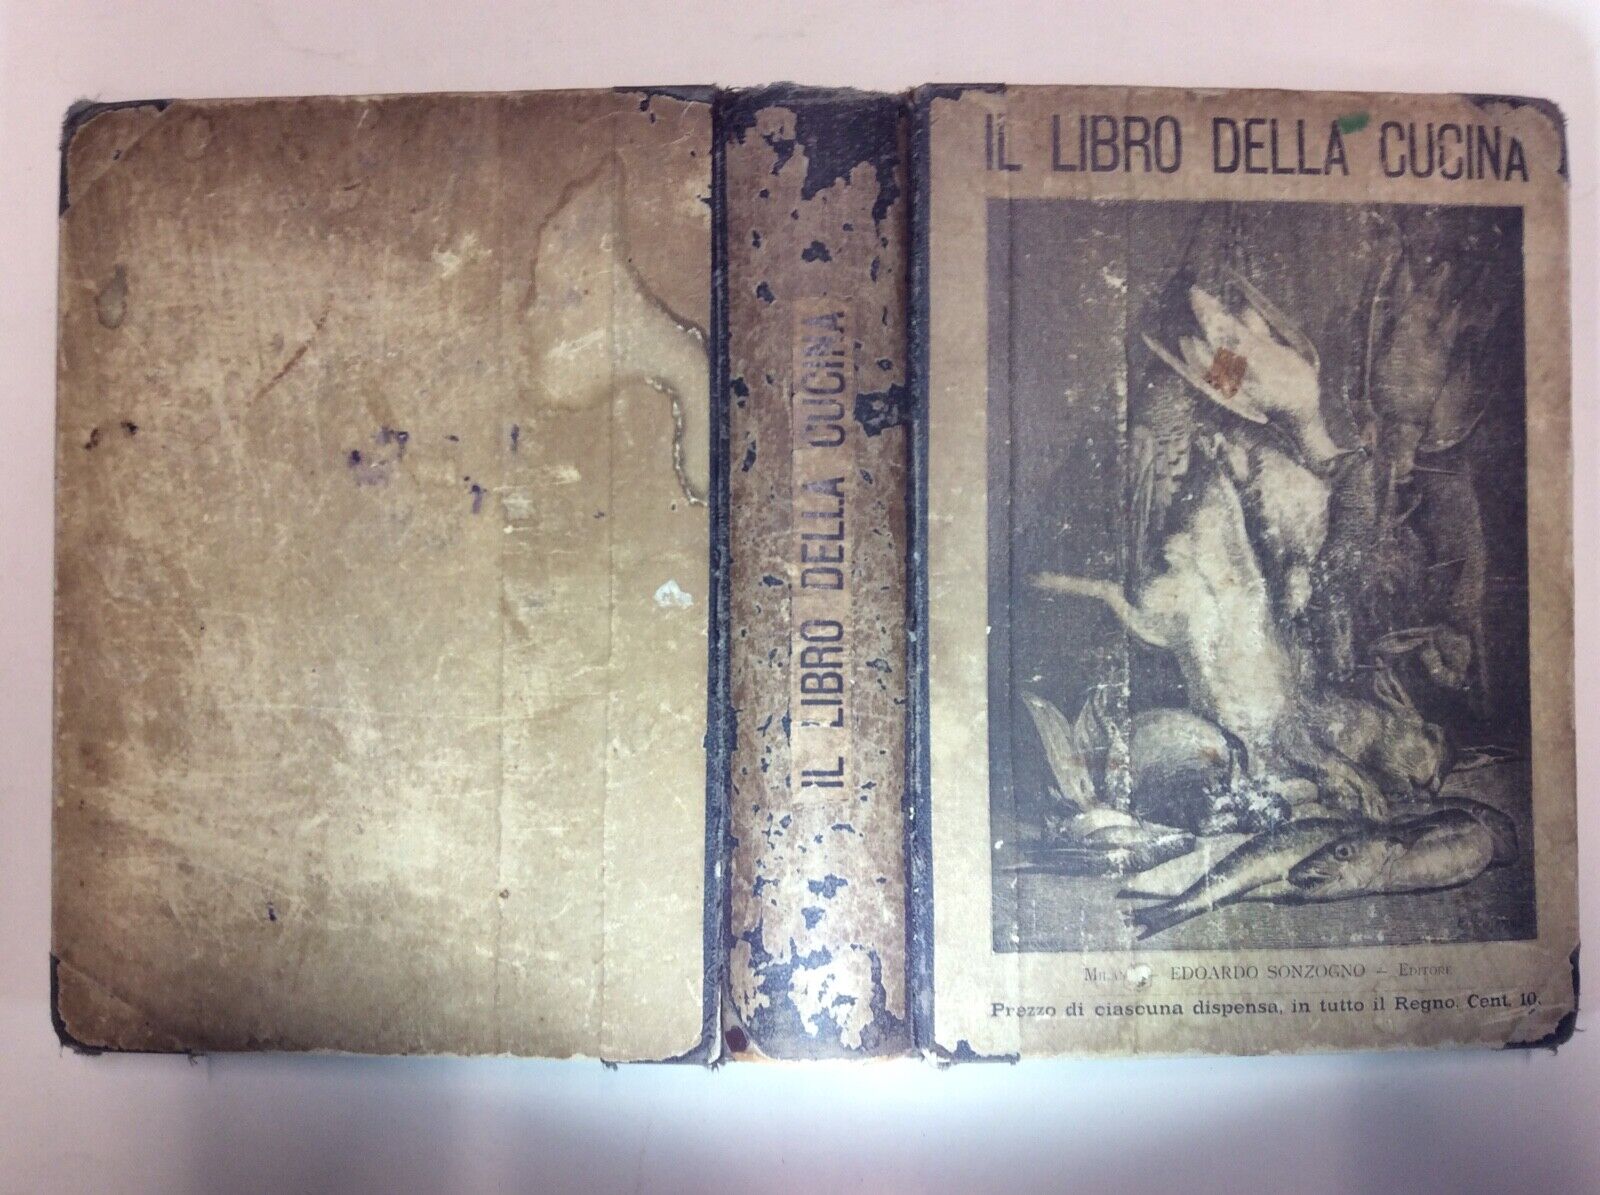 IL LIBRO DELLA CUCINA
IL LIBRO DELLA CUCINA
EDOARDO SONZOGNO — EDITORE
Prezzo di ciascuna dispensa, in tutto il Regno. Cent. 10.